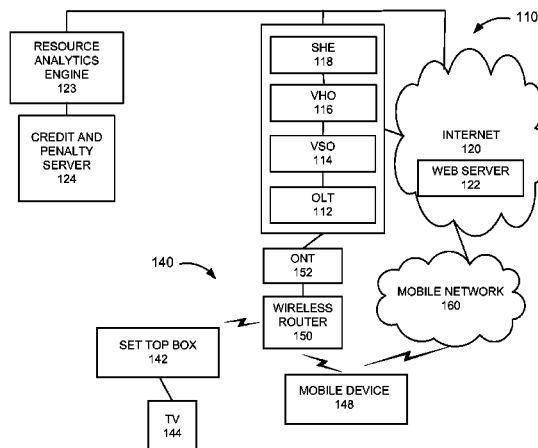 110
RESOURCE
ANALYTICS
ENGINE
123
CREDIT AND
PENALTY
SERVER
124
SHE
118
VHO
116
VSO
114
OLT
112
INTERNET
120
WEB SERVER
122
140
ONT
152
WIRELESS
ROUTER
150
MOBILE NETWORK
160
SET TOP BOX
142
MOBILE DEVICE
148
TV
144